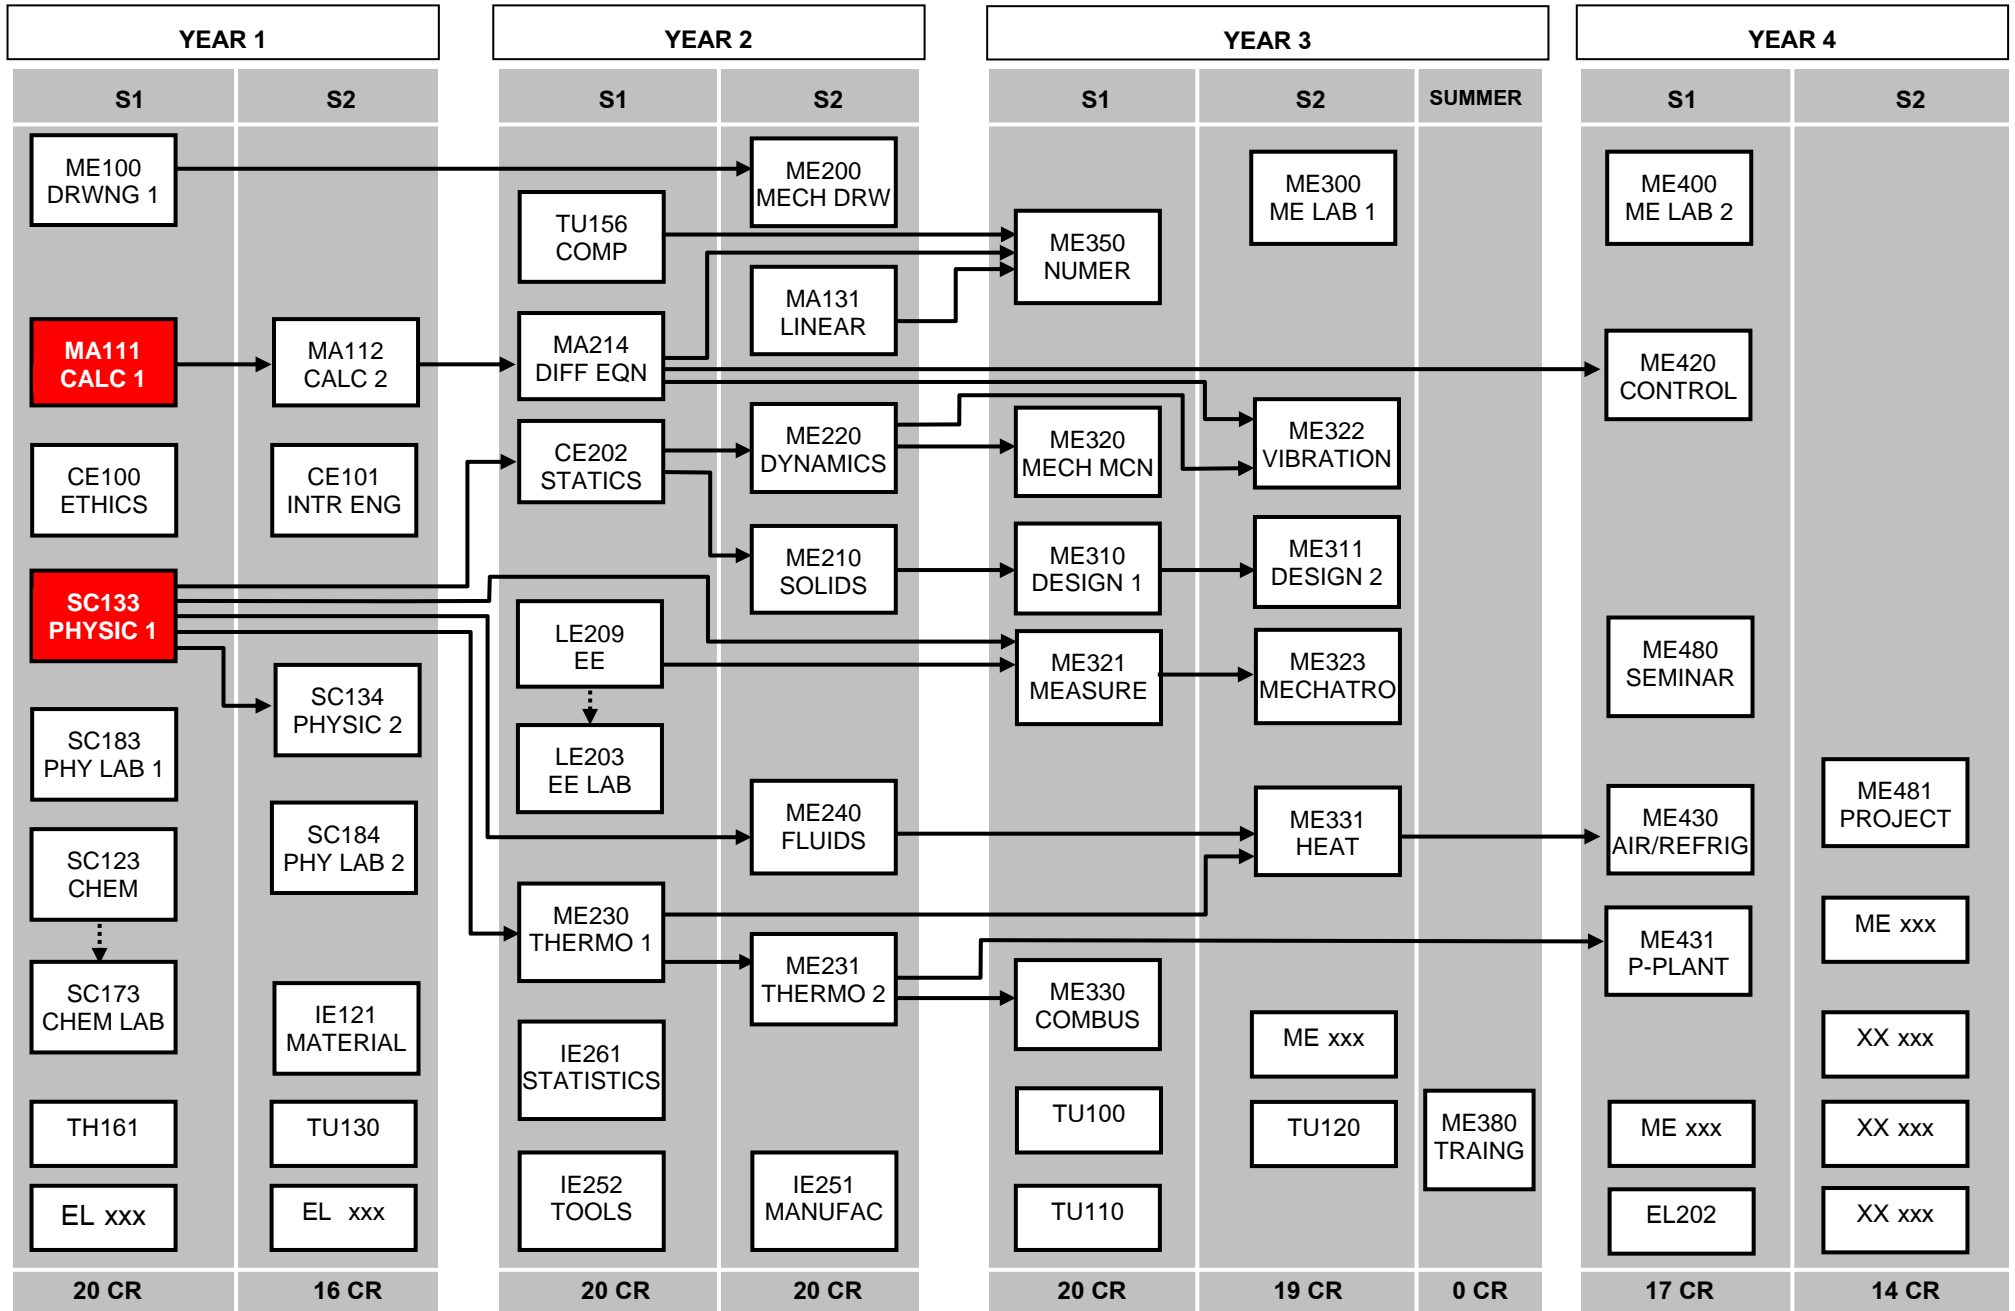 YEAR 1
YEAR 2
YEAR 3
YEAR 4
S1
S2
S1
S2
S1
S2
SUMMER
S1
S2
ME100
DRWNG 1
MA111
CALC 1
CE100
ETHICS
SC133
PHYSIC 1
SC183
PHY LAB 1
SC123
CHEM
SC173
CHEM LAB
TH161
EL xxx
MA112
CALC 2
CE101
INTR ENG
SC134
PHYSIC 2
SC184
PHY LAB 2
IE121
MATERIAL
TU130
EL xxx
TU156
COMP
MA214
DIFF EQN
CE202
STATICS
LE209
EE
LE203
EE LAB
ME230
THERMO 1
IE261
STATISTICS
IE252
TOOLS
ME200
MECH DRW
MA131
LINEAR
ME220
DYNAMICS
ME210
SOLIDS
ME240
FLUIDS
ME231
THERMO 2
IE251
MANUFAC
ME350
NUMER
ME320
MECH MCN
ME310
DESIGN 1
ME321
MEASURE
ME330
COMBUS
TU100
TU110
ME300
ME LAB 1
ME322
VIBRATION
ME311
DESIGN 2
ME323
MECHATRO
ME331
HEAT
ME xxx
TU120
ME380
TRAING
ME400
ME LAB 2
ME420
CONTROL
ME480
SEMINAR
ME430
AIR/REFRIG
ME431
P-PLANT
ME xxx
EL202
ME481
PROJECT
ME xxx
XX xxx
XX xxx
XX xxx
20 CR
16 CR
20 CR
20 CR
20 CR
19 CR
0 CR
17 CR
14 CR